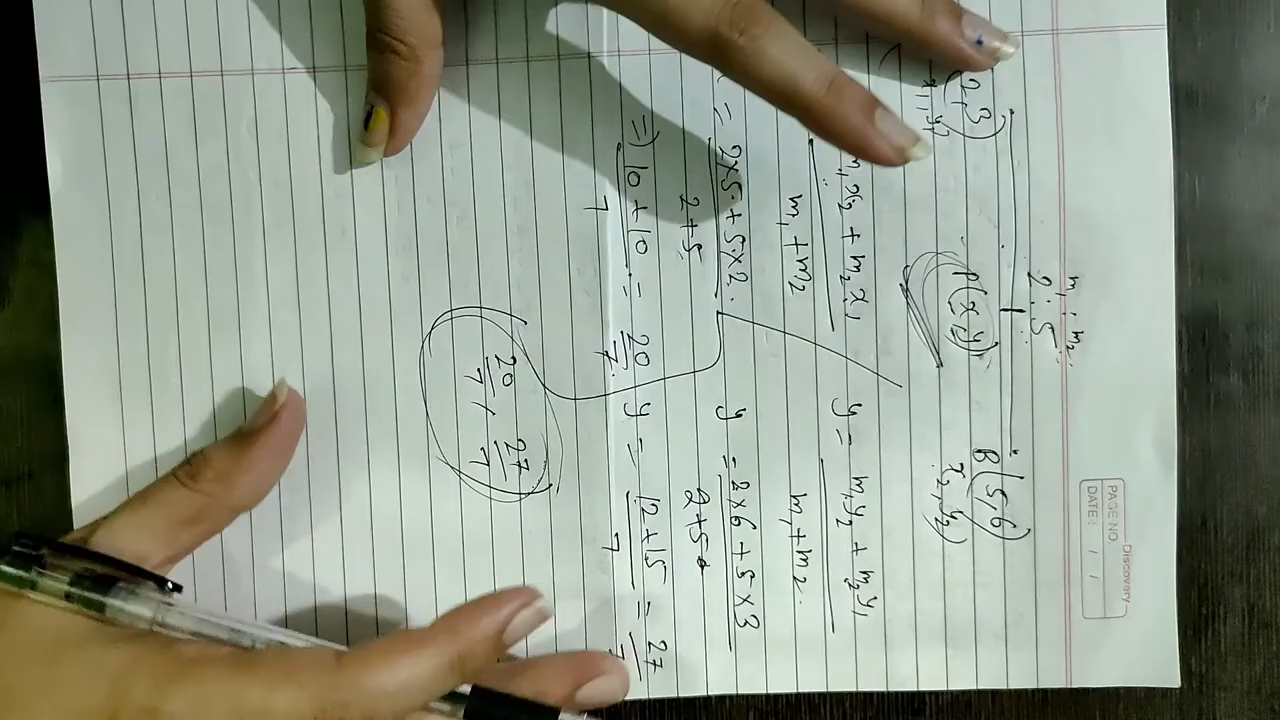 Discovery
PAGE NO.
DATE: / /
m₁ : m₂
2 : 5
(2,3) B(5,6)
x₁, y₁ P(x, y) x₂, y₂)
m₁x₂ + m₂x₁ y = m₁y₂ + m₂y₁
m₁+m₂ m₁+m₂
= 2×5+5×2 y = 2×6+5×3
2+5 2+5
⇒) 10+10 = 20 y = 12+15 = 27
7 7 7 7
20/7, 27/7